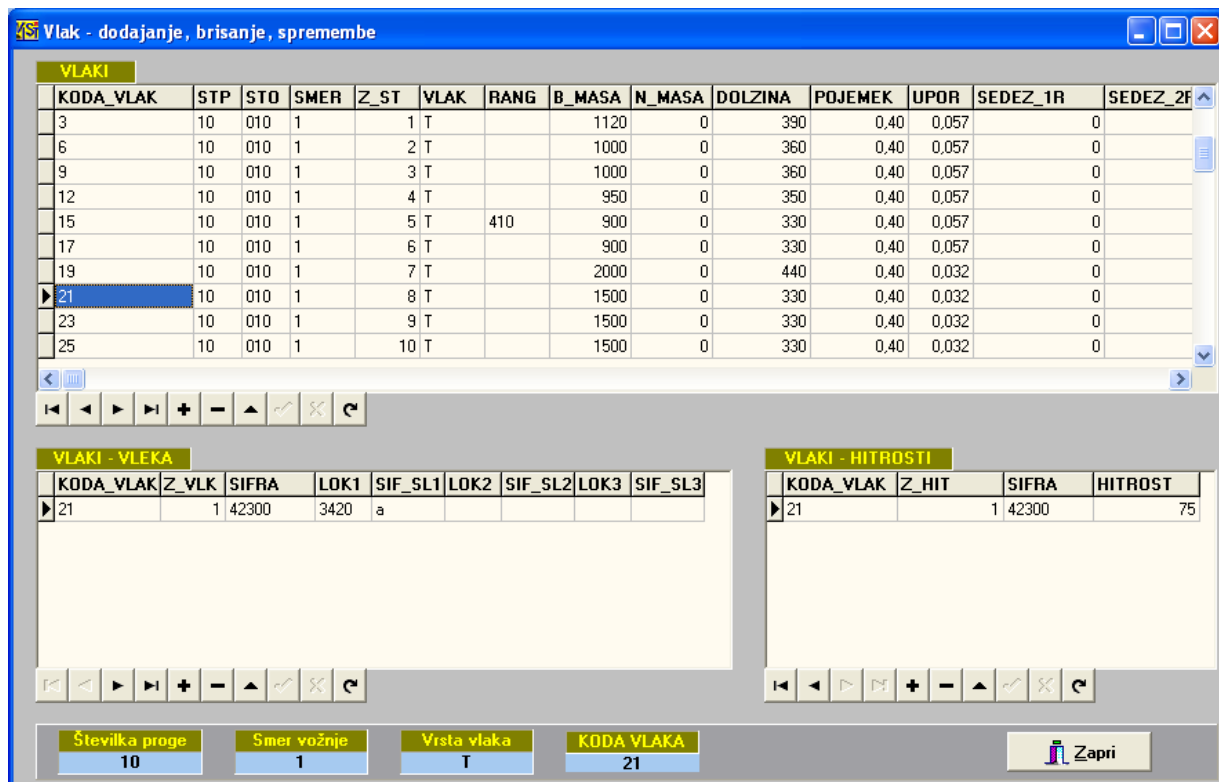 VSi Vlak - dodajanje, brisanje, spremembe
VLAKI
KODA_VLAK STP STO SMER Z_ST VLAK RANG B_MASA N_MASA DOLZINA POJEMEK UPOR SEDEZ_1R SEDEZ_2R
3 10 010 1 1 T 1120 0 390 0,40 0,057 0
6 10 010 1 2 T 1000 0 360 0,40 0,057 0
9 10 010 1 3 T 1000 0 360 0,40 0,057 0
12 10 010 1 4 T 950 0 350 0,40 0,057 0
15 10 010 1 5 T 410 900 0 330 0,40 0,057 0
17 10 010 1 6 T 900 0 330 0,40 0,057 0
19 10 010 1 7 T 2000 0 440 0,40 0,032 0
21 10 010 1 8 T 1500 0 330 0,40 0,032 0
23 10 010 1 9 T 1500 0 330 0,40 0,032 0
25 10 010 1 10 T 1500 0 330 0,40 0,032 0
VLAKI - VLEKA
KODA_VLAK Z_VLK SIFRA LOK1 SIF_SL1 LOK2 SIF_SL2 LOK3 SIF_SL3
21 1 42300 3420 a
VLAKI - HITROSTI
KODA_VLAK Z_HIT SIFRA HITROST
21 1 42300 75
Številka proge
10
Smer vožnje
1
Vrsta vlaka
T
KODA VLAKA
21
Zapri